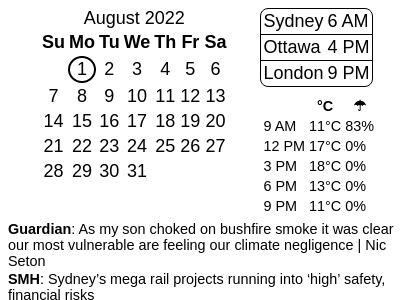 August 2022
Su Mo Tu We Th Fr Sa
1 2 3 4 5 6
7 8 9 10 11 12 13
14 15 16 17 18 19 20
21 22 23 24 25 26 27
28 29 30 31
Sydney 6 AM
Ottawa 4 PM
London 9 PM
°C ☂
9 AM 11°C 83%
12 PM 17°C 0%
3 PM 18°C 0%
6 PM 13°C 0%
9 PM 11°C 0%
Guardian: As my son choked on bushfire smoke it was clear
our most vulnerable are feeling our climate negligence | Nic
Seton
SMH: Sydney’s mega rail projects running into ‘high’ safety,
financial risks